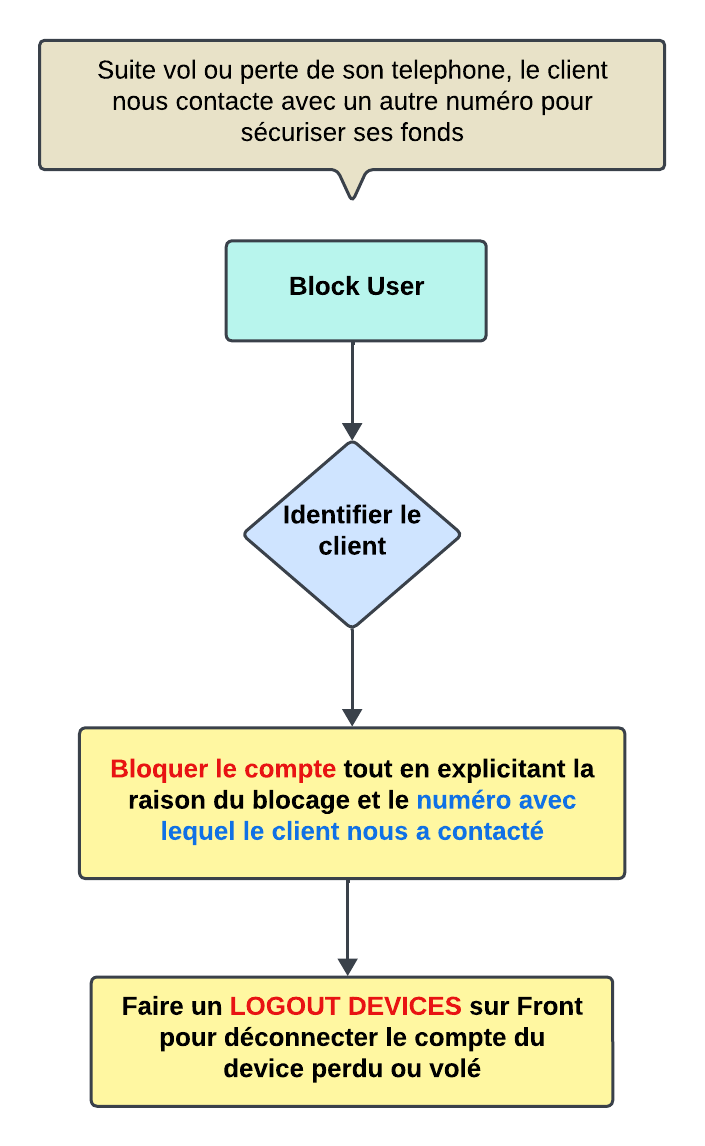 Suite vol ou perte de son telephone, le client
nous contacte avec un autre numéro pour
sécuriser ses fonds
Block User
Identifier le
client
Bloquer le compte tout en explicitant la
raison du blocage et le numéro avec
lequel le client nous a contacté
Faire un LOGOUT DEVICES sur Front
pour déconnecter le compte du
device perdu ou volé